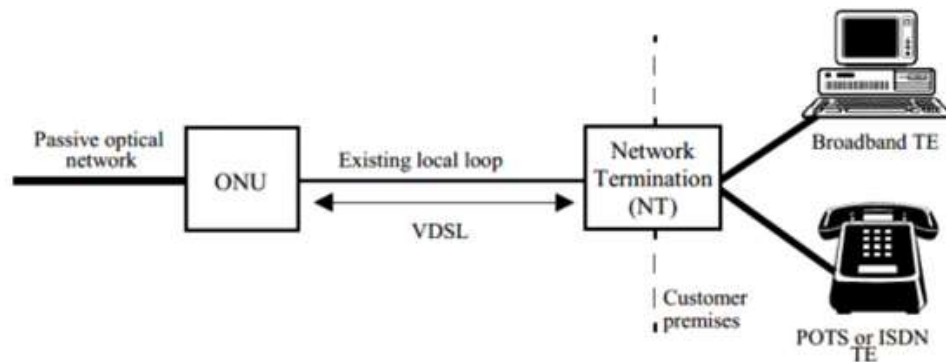 Passive optical
network
ONU
Existing local loop
VDSL
Network
Termination
(NT)
Customer
premises
Broadband TE
POTS or ISDN
TE